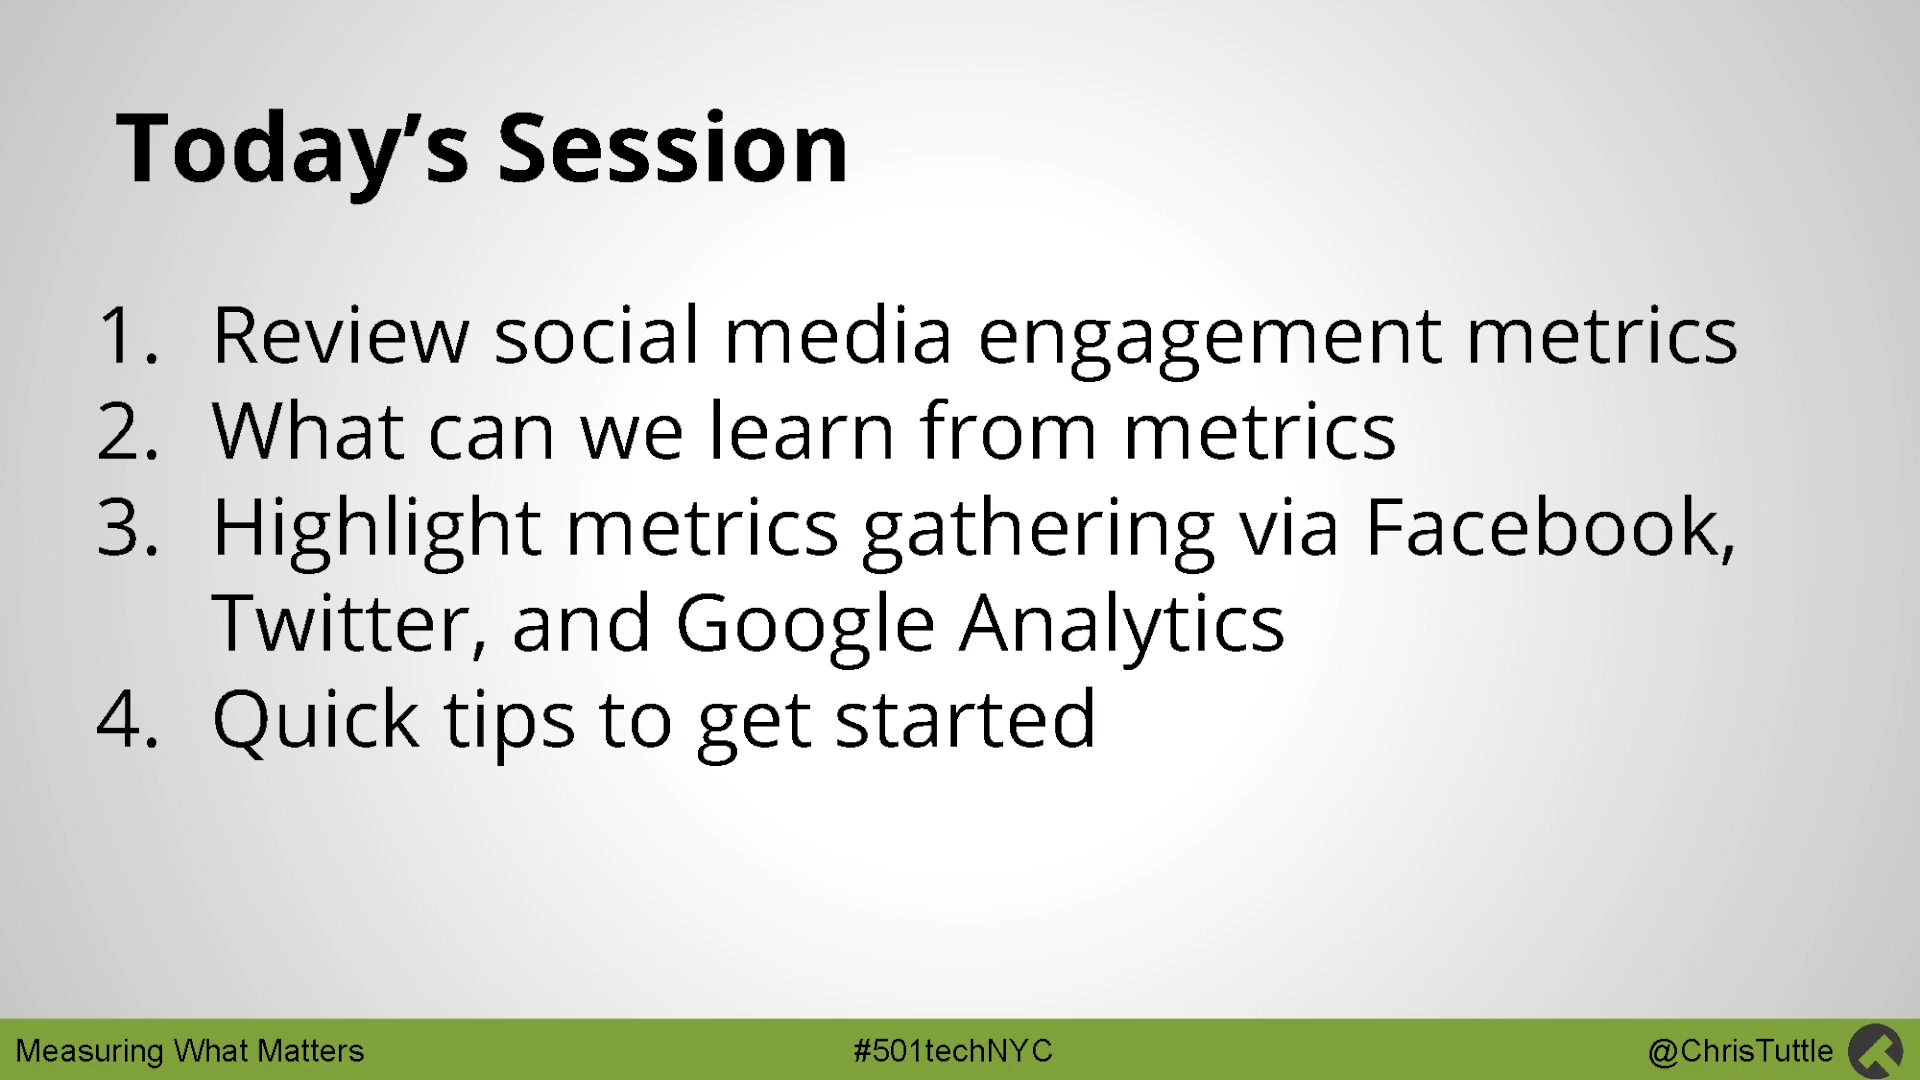 Today’s Session
1. Review social media engagement metrics
2. What can we learn from metrics
3. Highlight metrics gathering via Facebook,
Twitter, and Google Analytics
4. Quick tips to get started
Measuring What Matters
#501techNYC
@ChrisTuttle